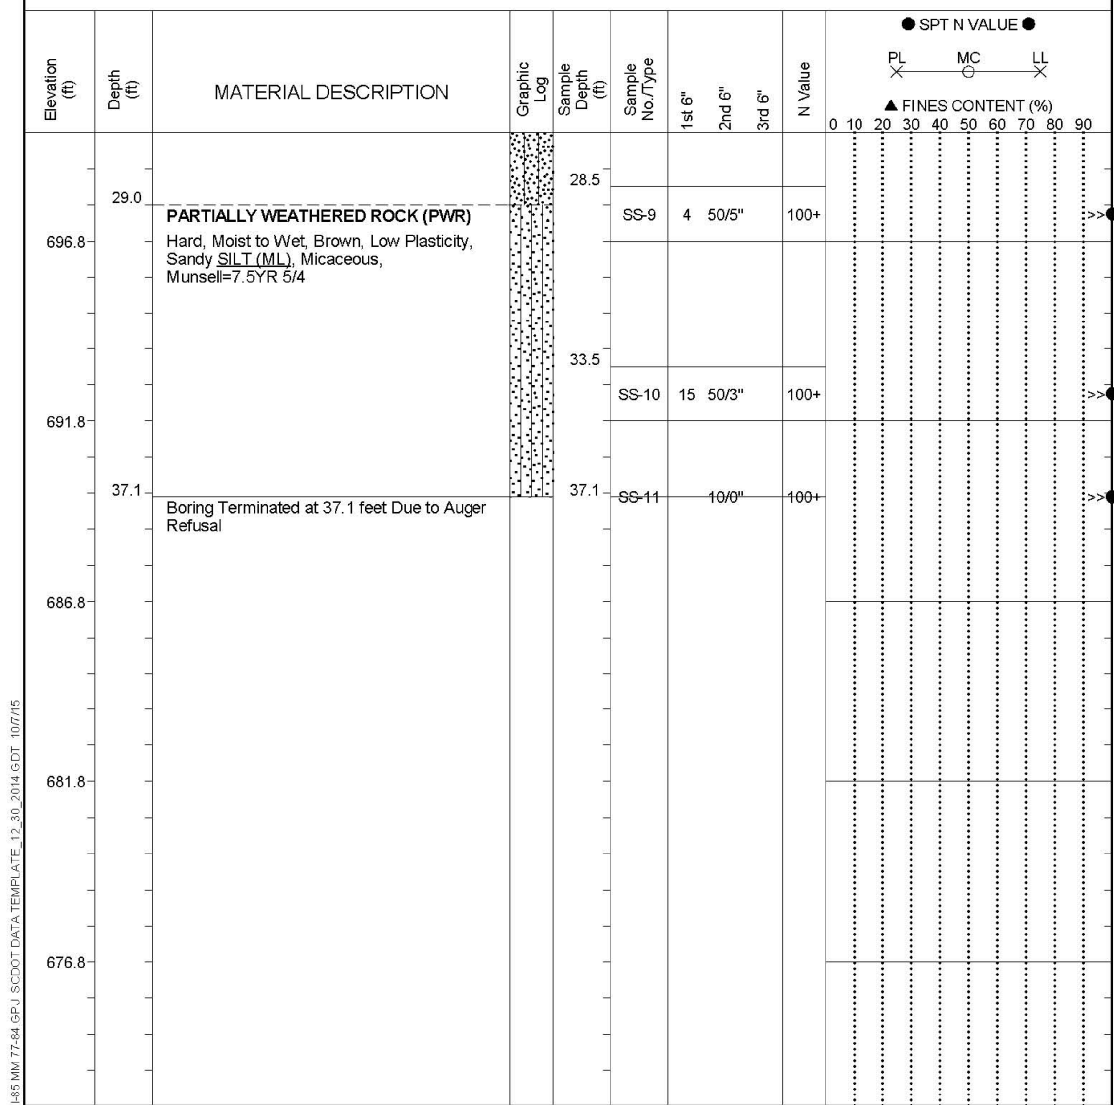 ● SPT N VALUE ●
PL MC LL
▲ FINES CONTENT (%)
0 10 20 30 40 50 60 70 80 90
Elevation
(ft)
Depth
(ft)
MATERIAL DESCRIPTION
Graphic
Log
Sample
Depth
(ft)
Sample
No./Type
1st 6"
2nd 6"
3rd 6"
N Value
28.5
29.0
PARTIALLY WEATHERED ROCK (PWR)
SS-9 4 50/5" 100+ >>●
696.8
Hard, Moist to Wet, Brown, Low Plasticity,
Sandy SILT (ML), Micaceous,
Munsell=7.5YR 5/4
33.5
SS-10 15 50/3" 100+ >>●
691.8
37.1 37.1 SS-11 10/0" 100+ >>●
Boring Terminated at 37.1 feet Due to Auger
Refusal
686.8
681.8
676.8
I-85 MM 77-84.GPJ SCDOT DATA TEMPLATE_12_30_2014.GDT 10/7/15